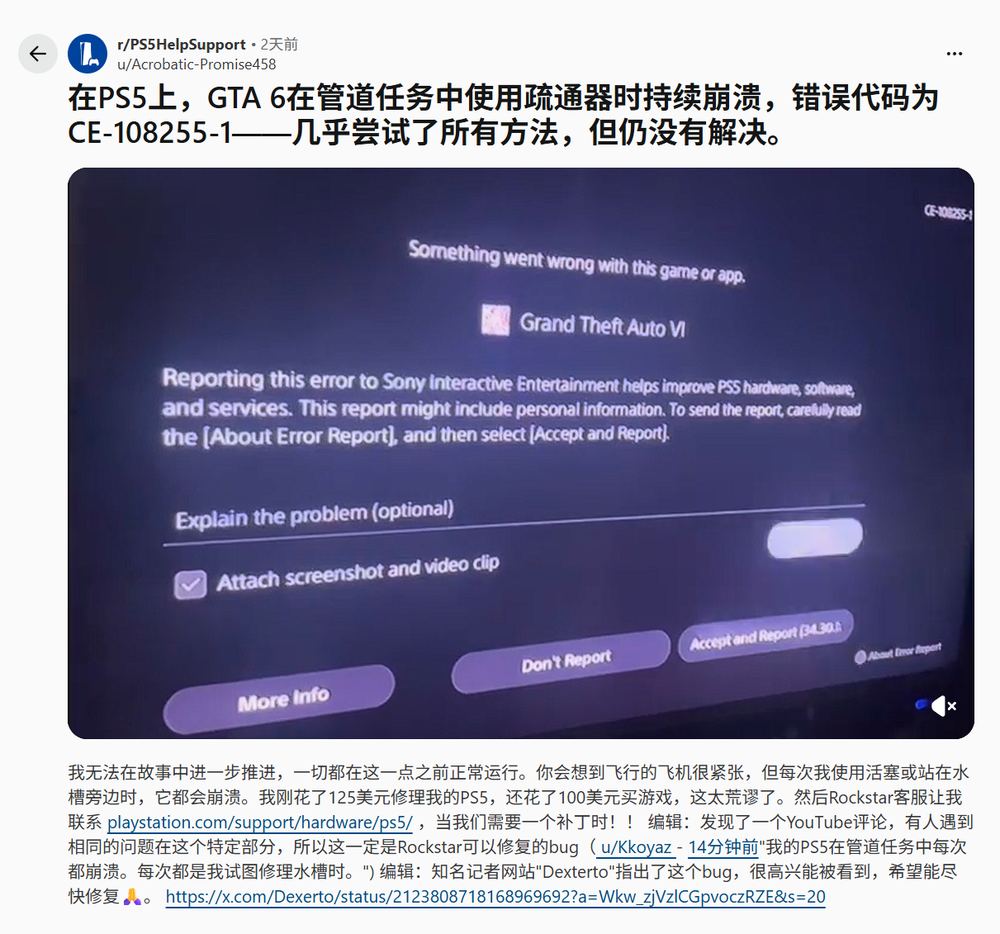 r/PS5HelpSupport • 2天前
u/Acrobatic-Promise458
在PS5上，GTA 6在管道任务中使用疏通器时持续崩溃，错误代码为
CE-108255-1——几乎尝试了所有方法，但仍没有解决。
CE-108255-1
Something went wrong with this game or app.
Grand Theft Auto VI
Reporting this error to Sony Interactive Entertainment helps improve PS5 hardware, software,
and services. This report might include personal information. To send the report, carefully read
the [About Error Report], and then select [Accept and Report].
Explain the problem (optional)
Attach screenshot and video clip
Accept and Report (34.30
Don't Report
About Error Report
More Info
我无法在故事中进一步推进，一切都在这一点之前正常运行。你会想到飞行的飞机很紧张，但每次我使用活塞或站在水
槽旁边时，它都会崩溃。我刚花了125美元修理我的PS5，还花了100美元买游戏，这太荒谬了。然后Rockstar客服让我
联系 playstation.com/support/hardware/ps5/ ，当我们需要一个补丁时！！ 编辑：发现了一个YouTube评论，有人遇到
相同的问题在这个特定部分，所以这一定是Rockstar可以修复的bug（ u/Kkoyaz - 14分钟前"我的PS5在管道任务中每次
都崩溃。每次都是我试图修理水槽时。") 编辑：知名记者网站"Dexterto"指出了这个bug，很高兴能被看到，希望能尽
快修复🙏。 https://x.com/Dexerto/status/2123808718168969692?a=Wkw_zjVzlCGpvoczRZE&s=20